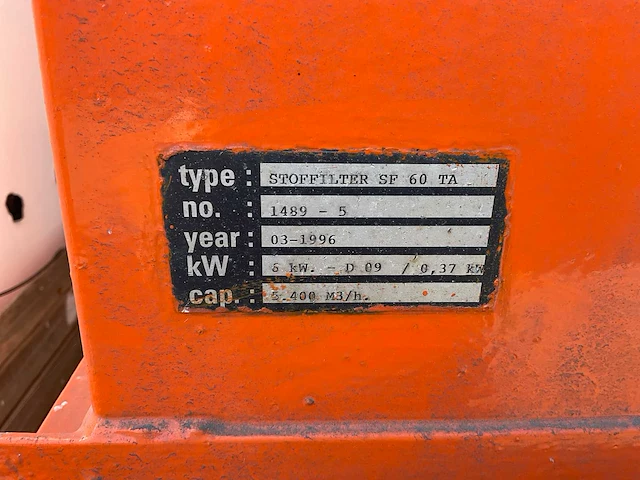 type : STOFFILTER SF 60 TA
no. : 1489 - 5
year : 03-1996
kW : kW. - D 09 / 0,37 kW
cap. : 5.400 M3/h.